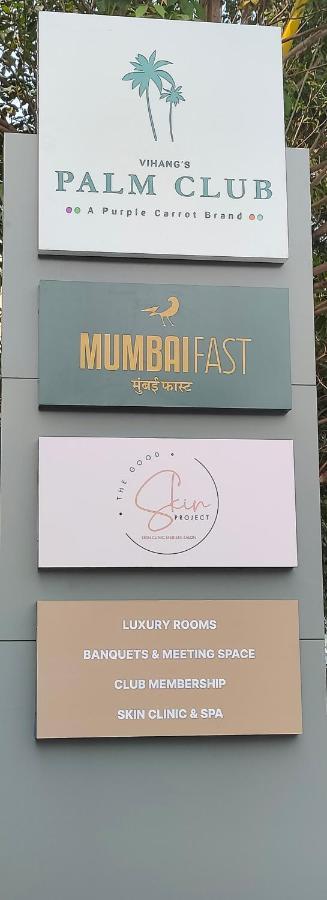 VIHANG'S
PALM CLUB
A Purple Carrot Brand
MUMBAI FAST
मुंबई फास्ट
THE GOOD
Skin
PROJECT
LUXURY ROOMS
BANQUETS & MEETING SPACE
CLUB MEMBERSHIP
SKIN CLINIC & SPA